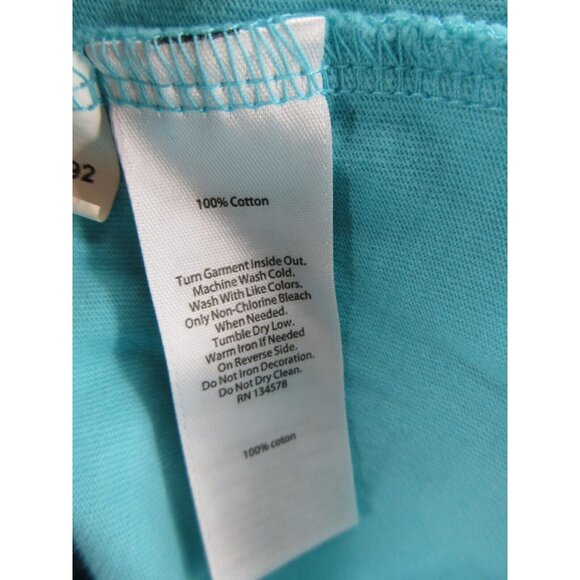 92
100% Cotton
Turn Garment Inside Out.
Machine Wash Cold.
Wash With Like Colors.
Only Non-Chlorine Bleach
When Needed.
Tumble Dry Low.
Warm Iron If Needed
On Reverse Side.
Do Not Iron Decoration.
Do Not Dry Clean.
RN 134578
100% coton